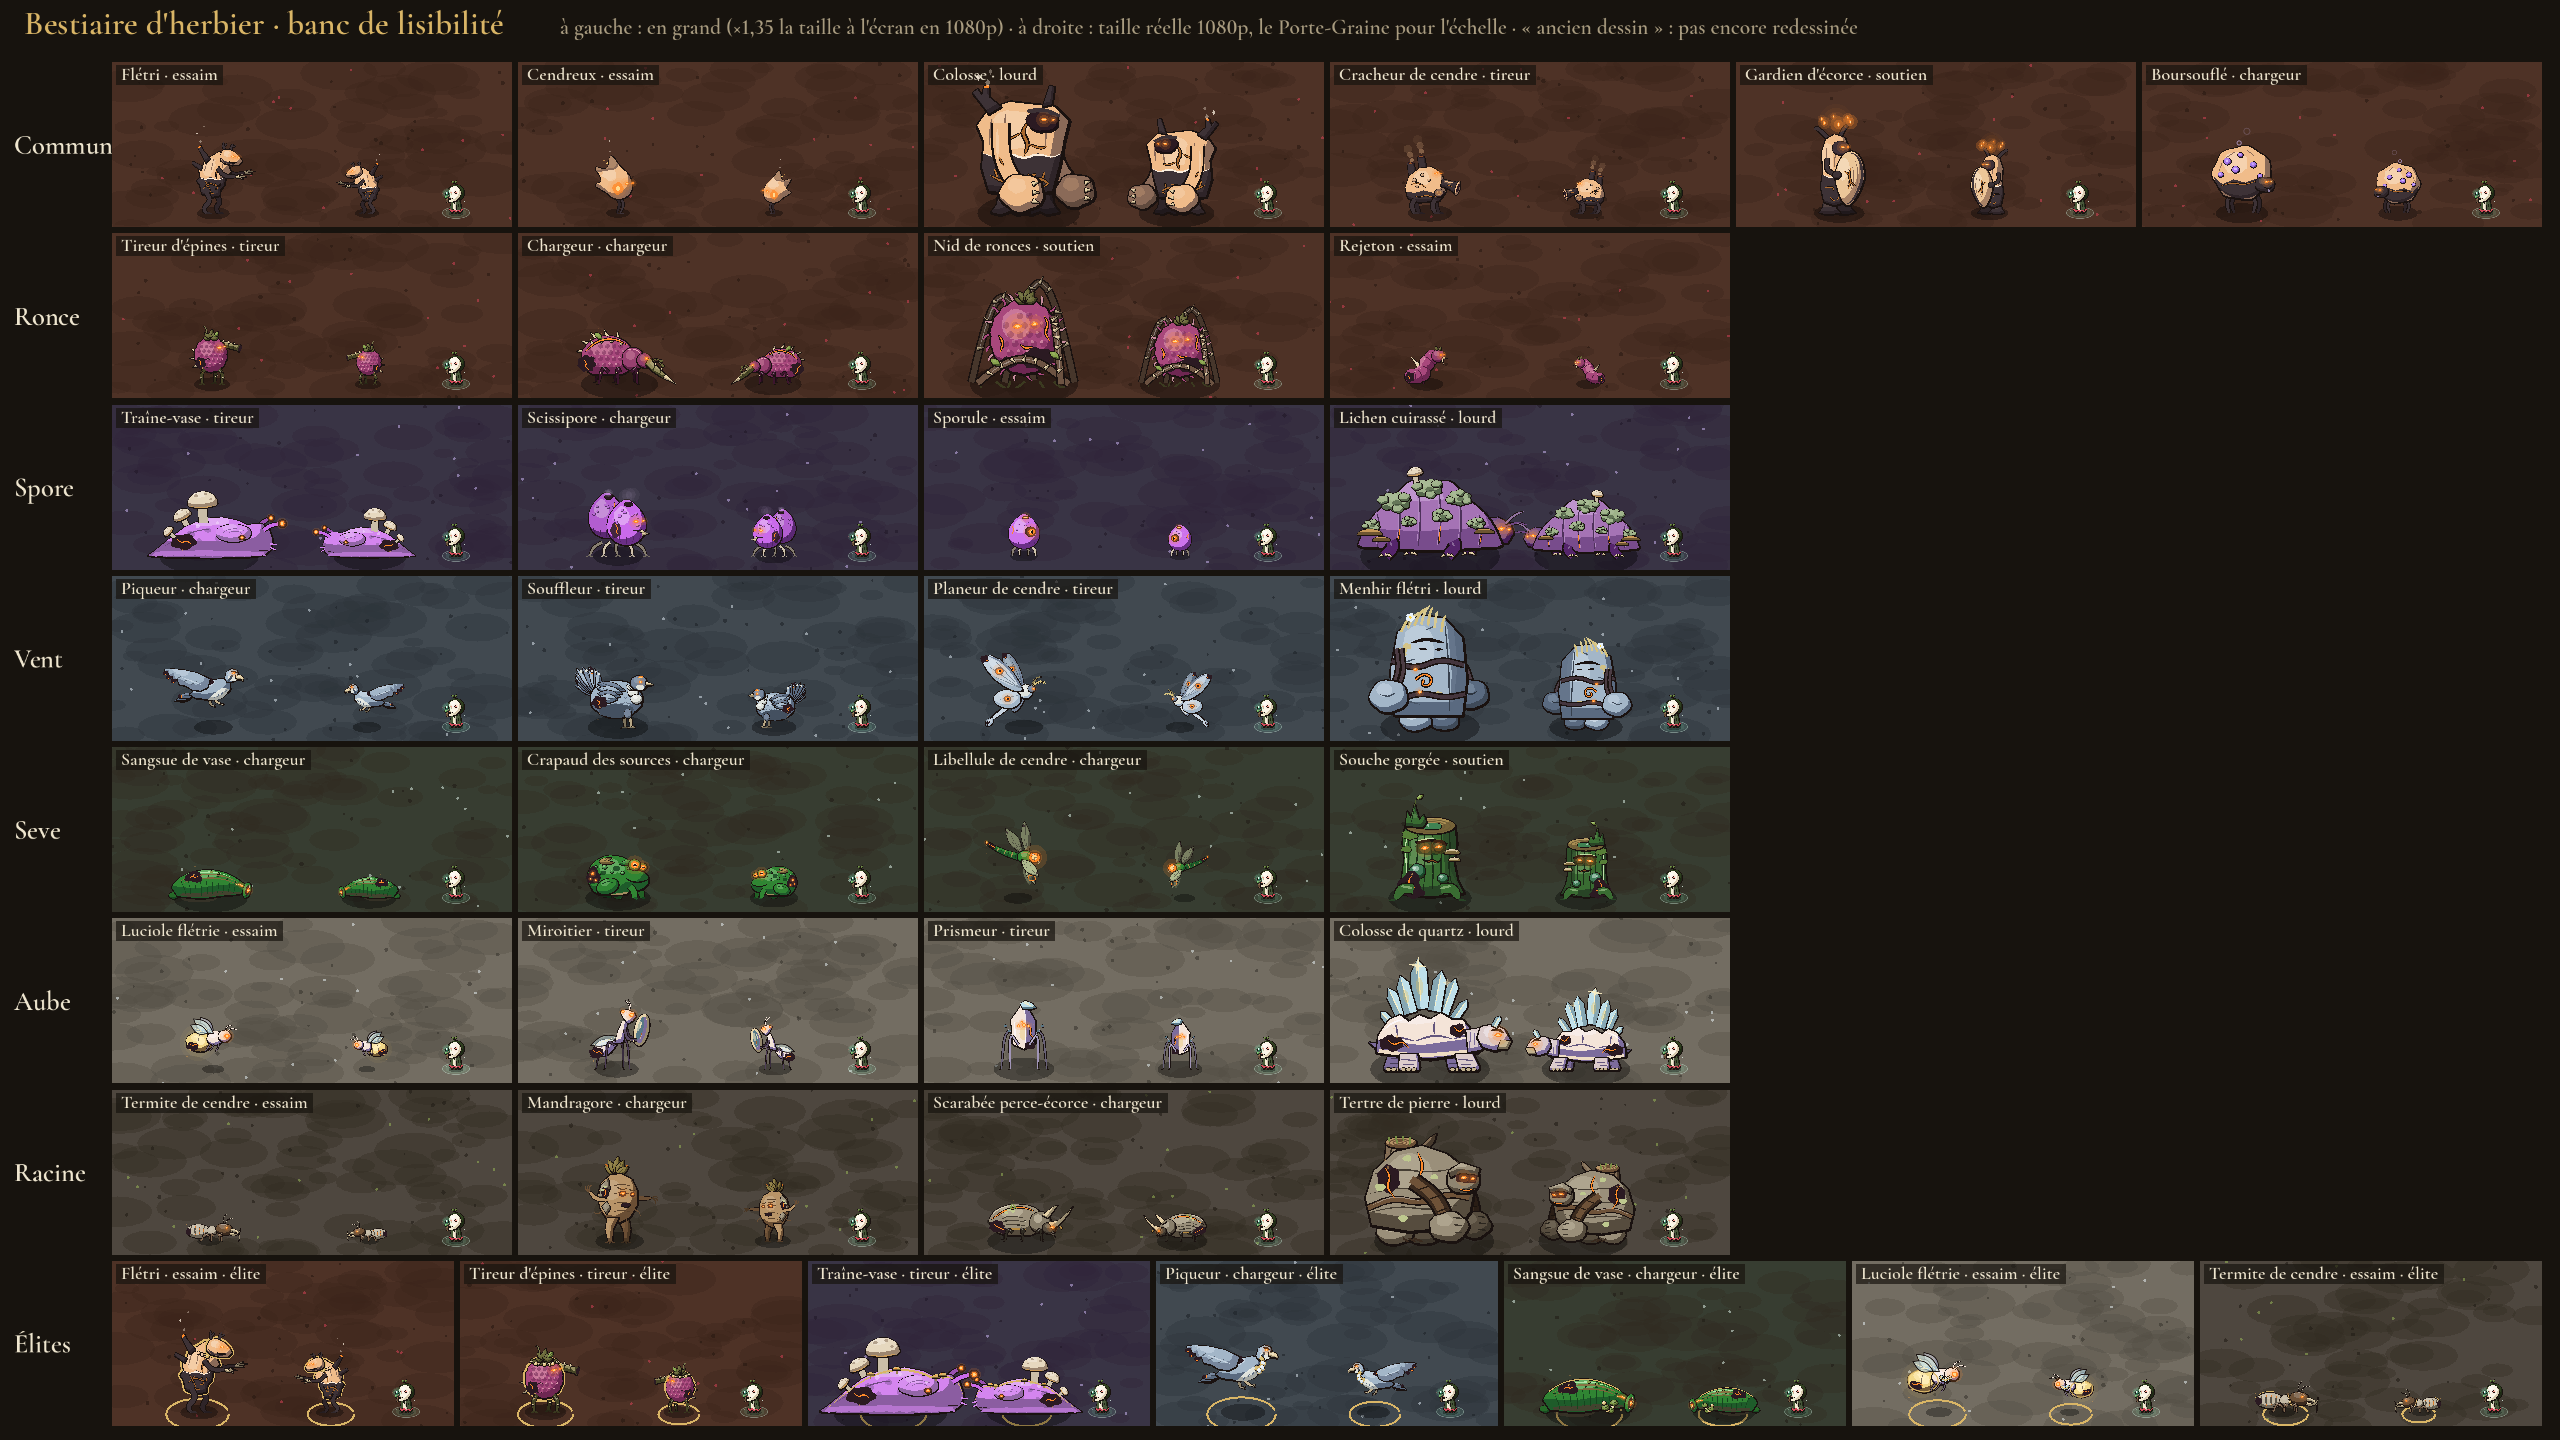 Bestiaire d'herbier · banc de lisibilité
à gauche : en grand (×1,35 la taille à l'écran en 1080p) · à droite : taille réelle 1080p, le Porte-Graine pour l'échelle · « ancien dessin » : pas encore redessinée
Commun
Flétri · essaim
Cendreux · essaim
Colosse · lourd
Cracheur de cendre · tireur
Gardien d'écorce · soutien
Boursouflé · chargeur
Ronce
Tireur d'épines · tireur
Chargeur · chargeur
Nid de ronces · soutien
Rejeton · essaim
Spore
Traîne-vase · tireur
Scissipore · chargeur
Sporule · essaim
Lichen cuirassé · lourd
Vent
Piqueur · chargeur
Souffleur · tireur
Planeur de cendre · tireur
Menhir flétri · lourd
Seve
Sangsue de vase · chargeur
Crapaud des sources · chargeur
Libellule de cendre · chargeur
Souche gorgée · soutien
Aube
Luciole flétrie · essaim
Miroitier · tireur
Prismeur · tireur
Colosse de quartz · lourd
Racine
Termite de cendre · essaim
Mandragore · chargeur
Scarabée perce-écorce · chargeur
Tertre de pierre · lourd
Élites
Flétri · essaim · élite
Tireur d'épines · tireur · élite
Traîne-vase · tireur · élite
Piqueur · chargeur · élite
Sangsue de vase · chargeur · élite
Luciole flétrie · essaim · élite
Termite de cendre · essaim · élite